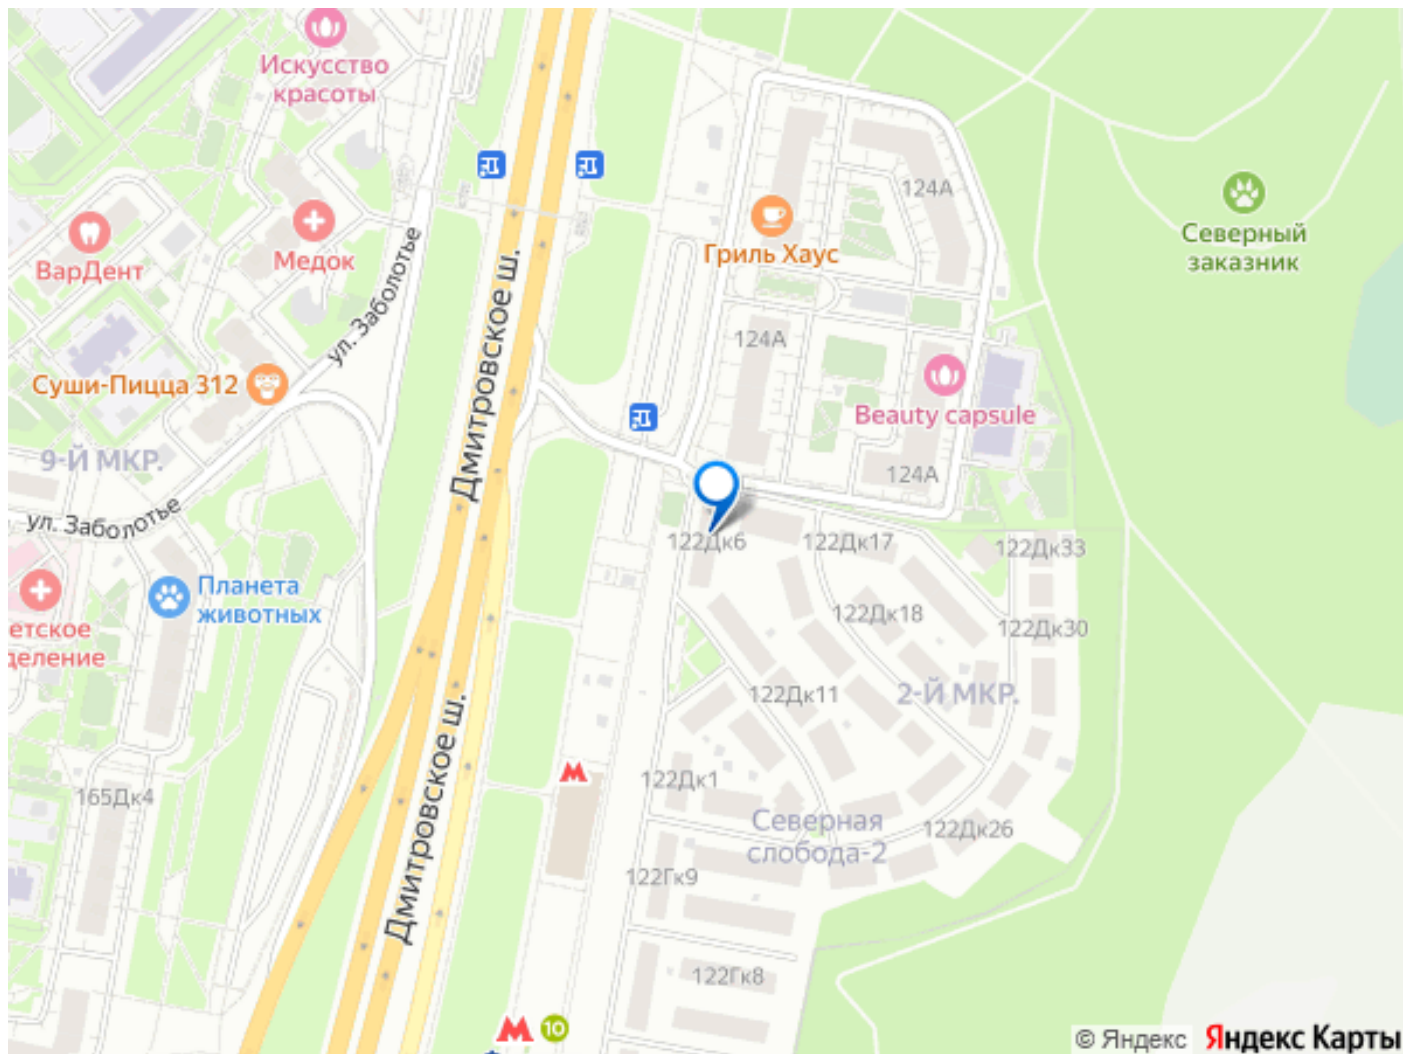 Искусство
красоты
124А
Северный
заказник
ВарДент
Медок
Гриль Хаус
ул. Заболотье
Дмитровское ш.
124А
Суши-Пицца 312
Beauty capsule
9-Й МКР.
124А
ул. Заболотье
122Дк6
122Дк17
122Дк33
Планета
животных
122Дк18
122Дк30
етское
деление
122Дк11
2-Й МКР.
Дмитровское ш.
165Дк4
122Дк1
Северная
слобода-2
122Дк26
122Гк9
122Гк8
10
© Яндекс Яндекс Карты